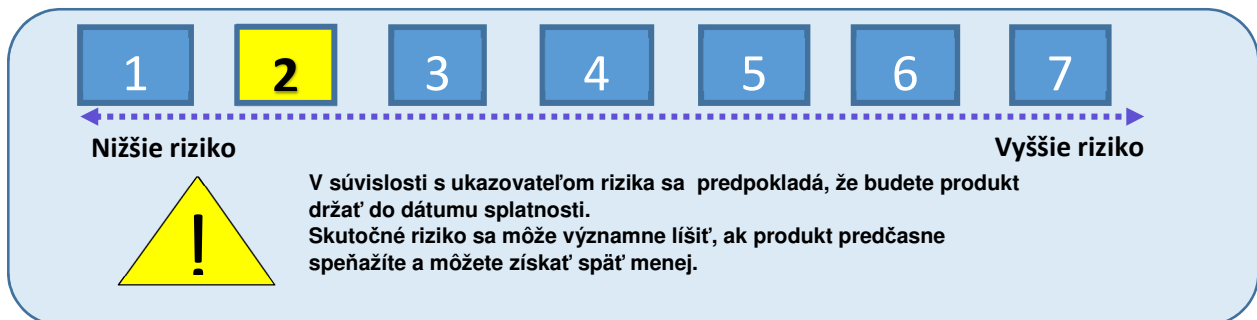 1 2 3 4 5 6 7
Nižšie riziko Vyššie riziko
V súvislosti s ukazovateľom rizika sa predpokladá, že budete produkt
držať do dátumu splatnosti.
Skutočné riziko sa môže významne líšiť, ak produkt predčasne
speňažíte a môžete získať späť menej.
!